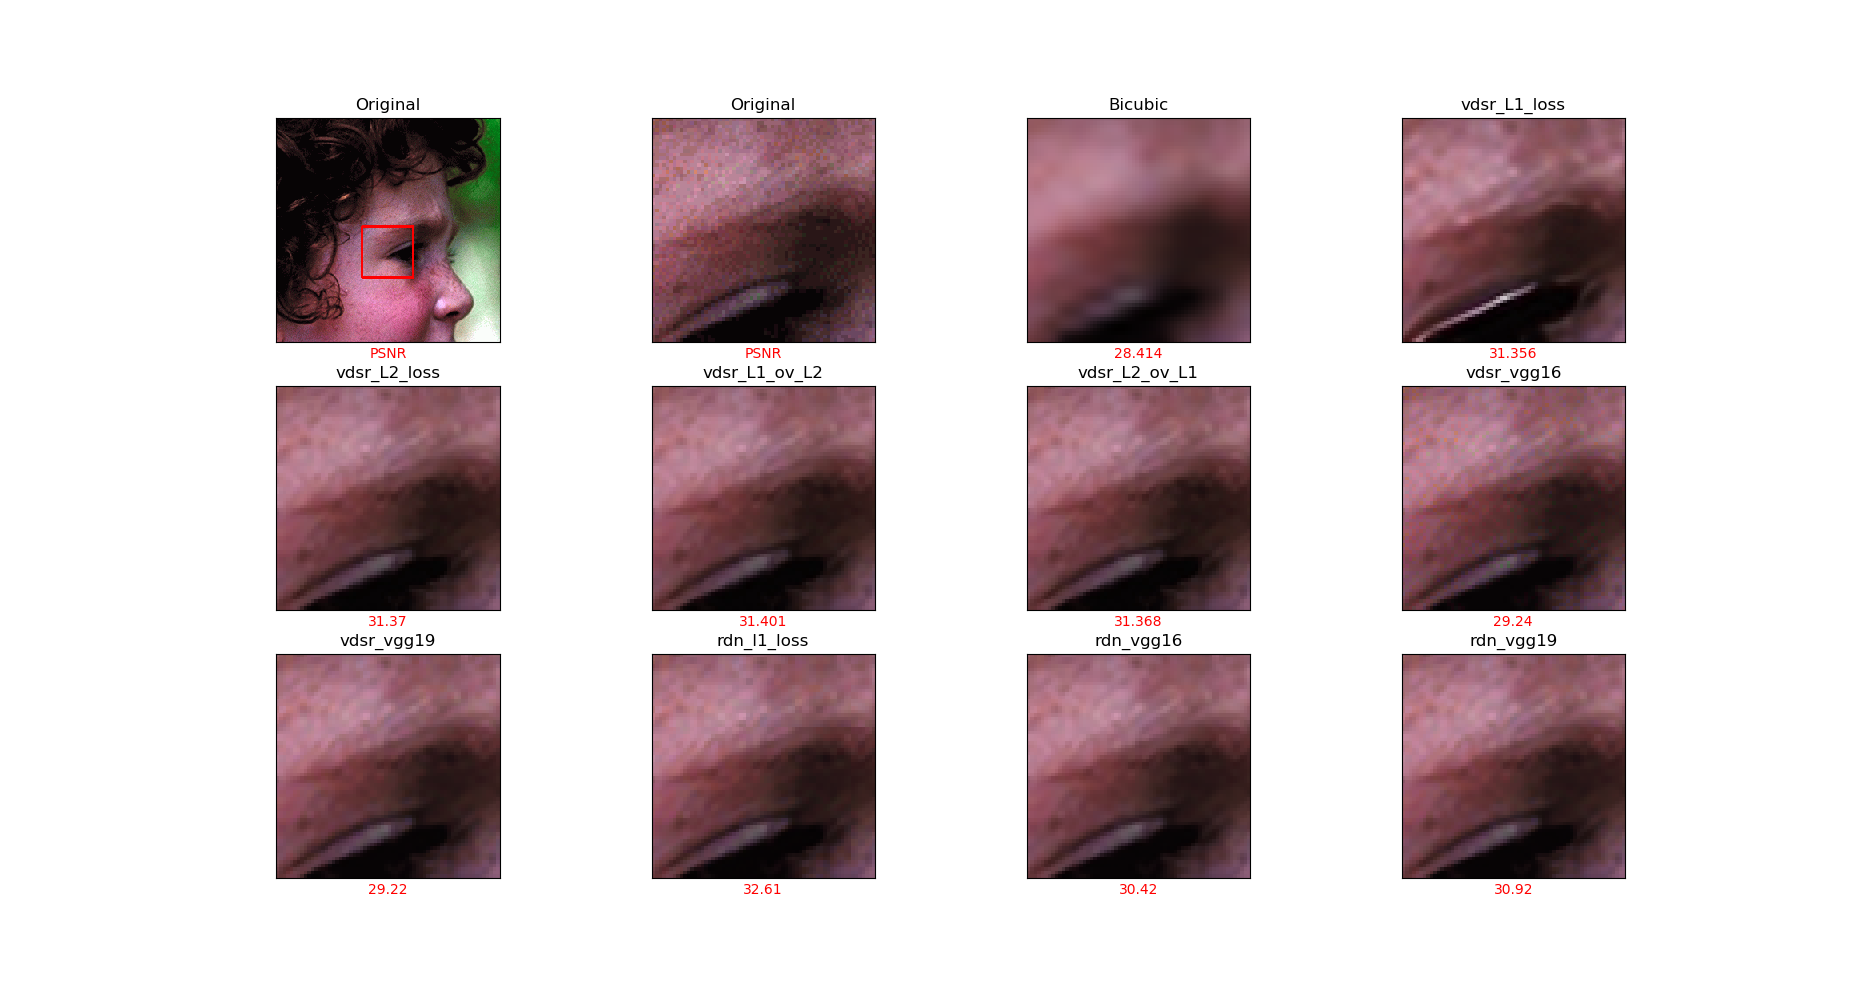 Original
Original
Bicubic
vdsr_L1_loss
PSNR
PSNR
28.414
31.356
vdsr_L2_loss
vdsr_L1_ov_L2
vdsr_L2_ov_L1
vdsr_vgg16
31.37
31.401
31.368
29.24
vdsr_vgg19
rdn_l1_loss
rdn_vgg16
rdn_vgg19
29.22
32.61
30.42
30.92